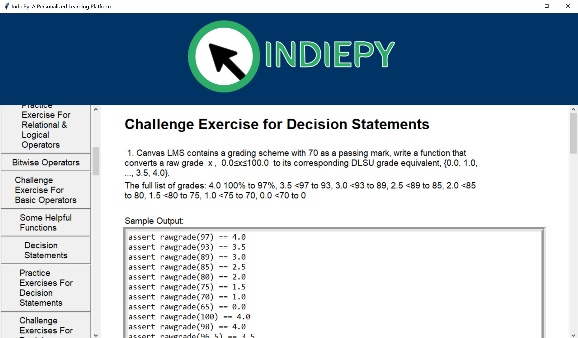 IndiePy: A Personalized Learning Platform
INDIEPY
Practice
Exercise For
Relational &
Logical
Operators
Bitwise Operators
Challenge
Exercise For
Basic Operators
Some Helpful
Functions
Decision
Statements
Practice
Exercises For
Decision
Statements
Challenge
Exercises For
Challenge Exercise for Decision Statements
1. Canvas LMS contains a grading scheme with 70 as a passing mark, write a function that
converts a raw grade x , 0.0≤x≤100.0 to its corresponding DLSU grade equivalent, {0.0, 1.0,
..., 3.5, 4.0}.
The full list of grades: 4.0 100% to 97%, 3.5 <97 to 93, 3.0 <93 to 89, 2.5 <89 to 85, 2.0 <85
to 80, 1.5 <80 to 75, 1.0 <75 to 70, 0.0 <70 to 0
Sample Output:
assert rawgrade(97) == 4.0
assert rawgrade(93) == 3.5
assert rawgrade(89) == 3.0
assert rawgrade(85) == 2.5
assert rawgrade(80) == 2.0
assert rawgrade(75) == 1.5
assert rawgrade(70) == 1.0
assert rawgrade(65) == 0.0
assert rawgrade(100) == 4.0
assert rawgrade(98) == 4.0
assert rawgrade(96.5) == 3.5